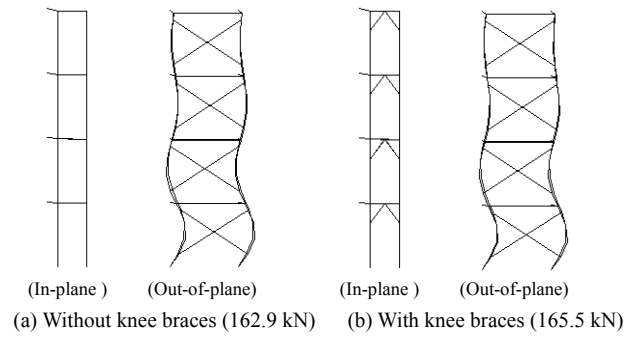 (In-plane ) (Out-of-plane) (In-plane ) (Out-of-plane)
(a) Without knee braces (162.9 kN) (b) With knee braces (165.5 kN)